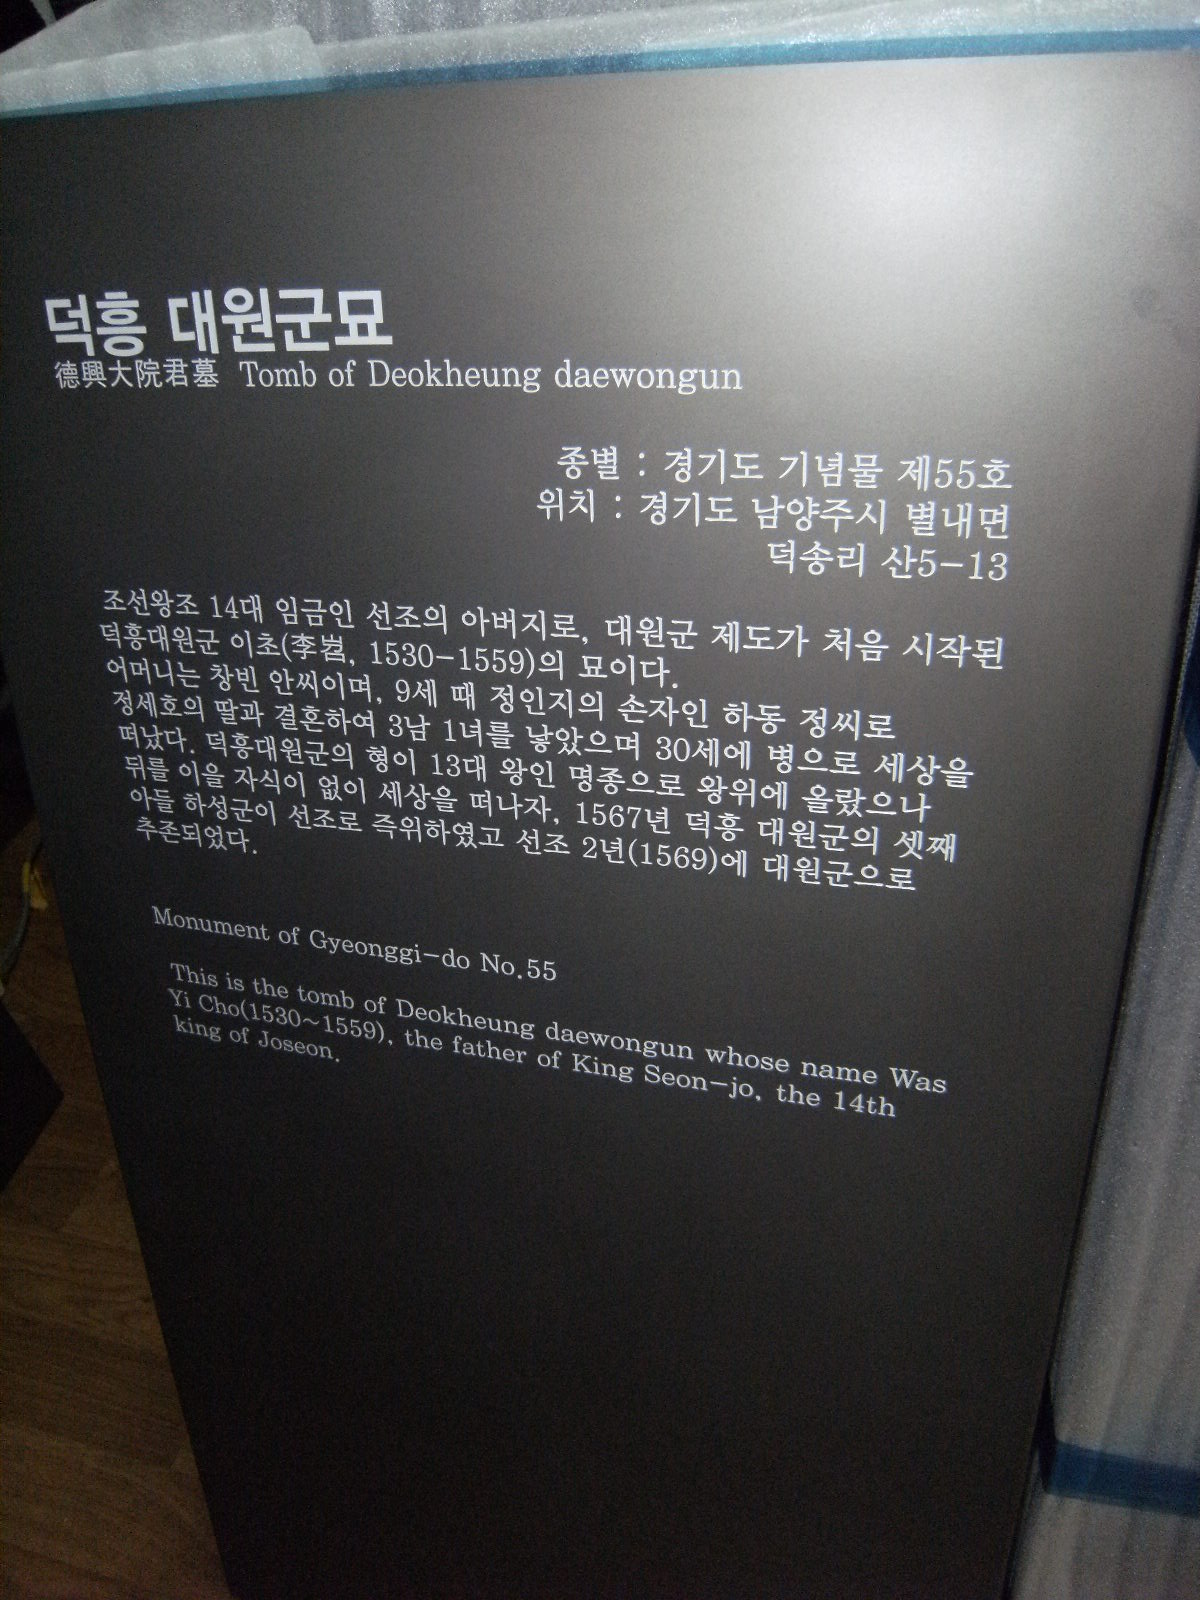 덕흥 대원군묘
德興大院君墓 Tomb of Deokheung daewongun
종별 : 경기도 기념물 제55호
위치 : 경기도 남양주시 별내면
덕송리 산5-13
조선왕조 14대 임금인 선조의 아버지로, 대원군 제도가 처음 시작된
덕흥대원군 이초(李岧, 1530-1559)의 묘이다.
어머니는 창빈 안씨이며, 9세 때 정인지의 손자인 하동 정씨로
정세호의 딸과 결혼하여 3남 1녀를 낳았으며 30세에 병으로 세상을
떠났다. 덕흥대원군의 형이 13대 왕인 명종으로 왕위에 올랐으나
뒤를 이을 자식이 없이 세상을 떠나자, 1567년 덕흥 대원군의 셋째
아들 하성군이 선조로 즉위하였고 선조 2년(1569)에 대원군으로
추존되었다.
Monument of Gyeonggi-do No.55
This is the tomb of Deokheung daewongun whose name Was
Yi Cho(1530~1559), the father of King Seon-jo, the 14th
king of Joseon.